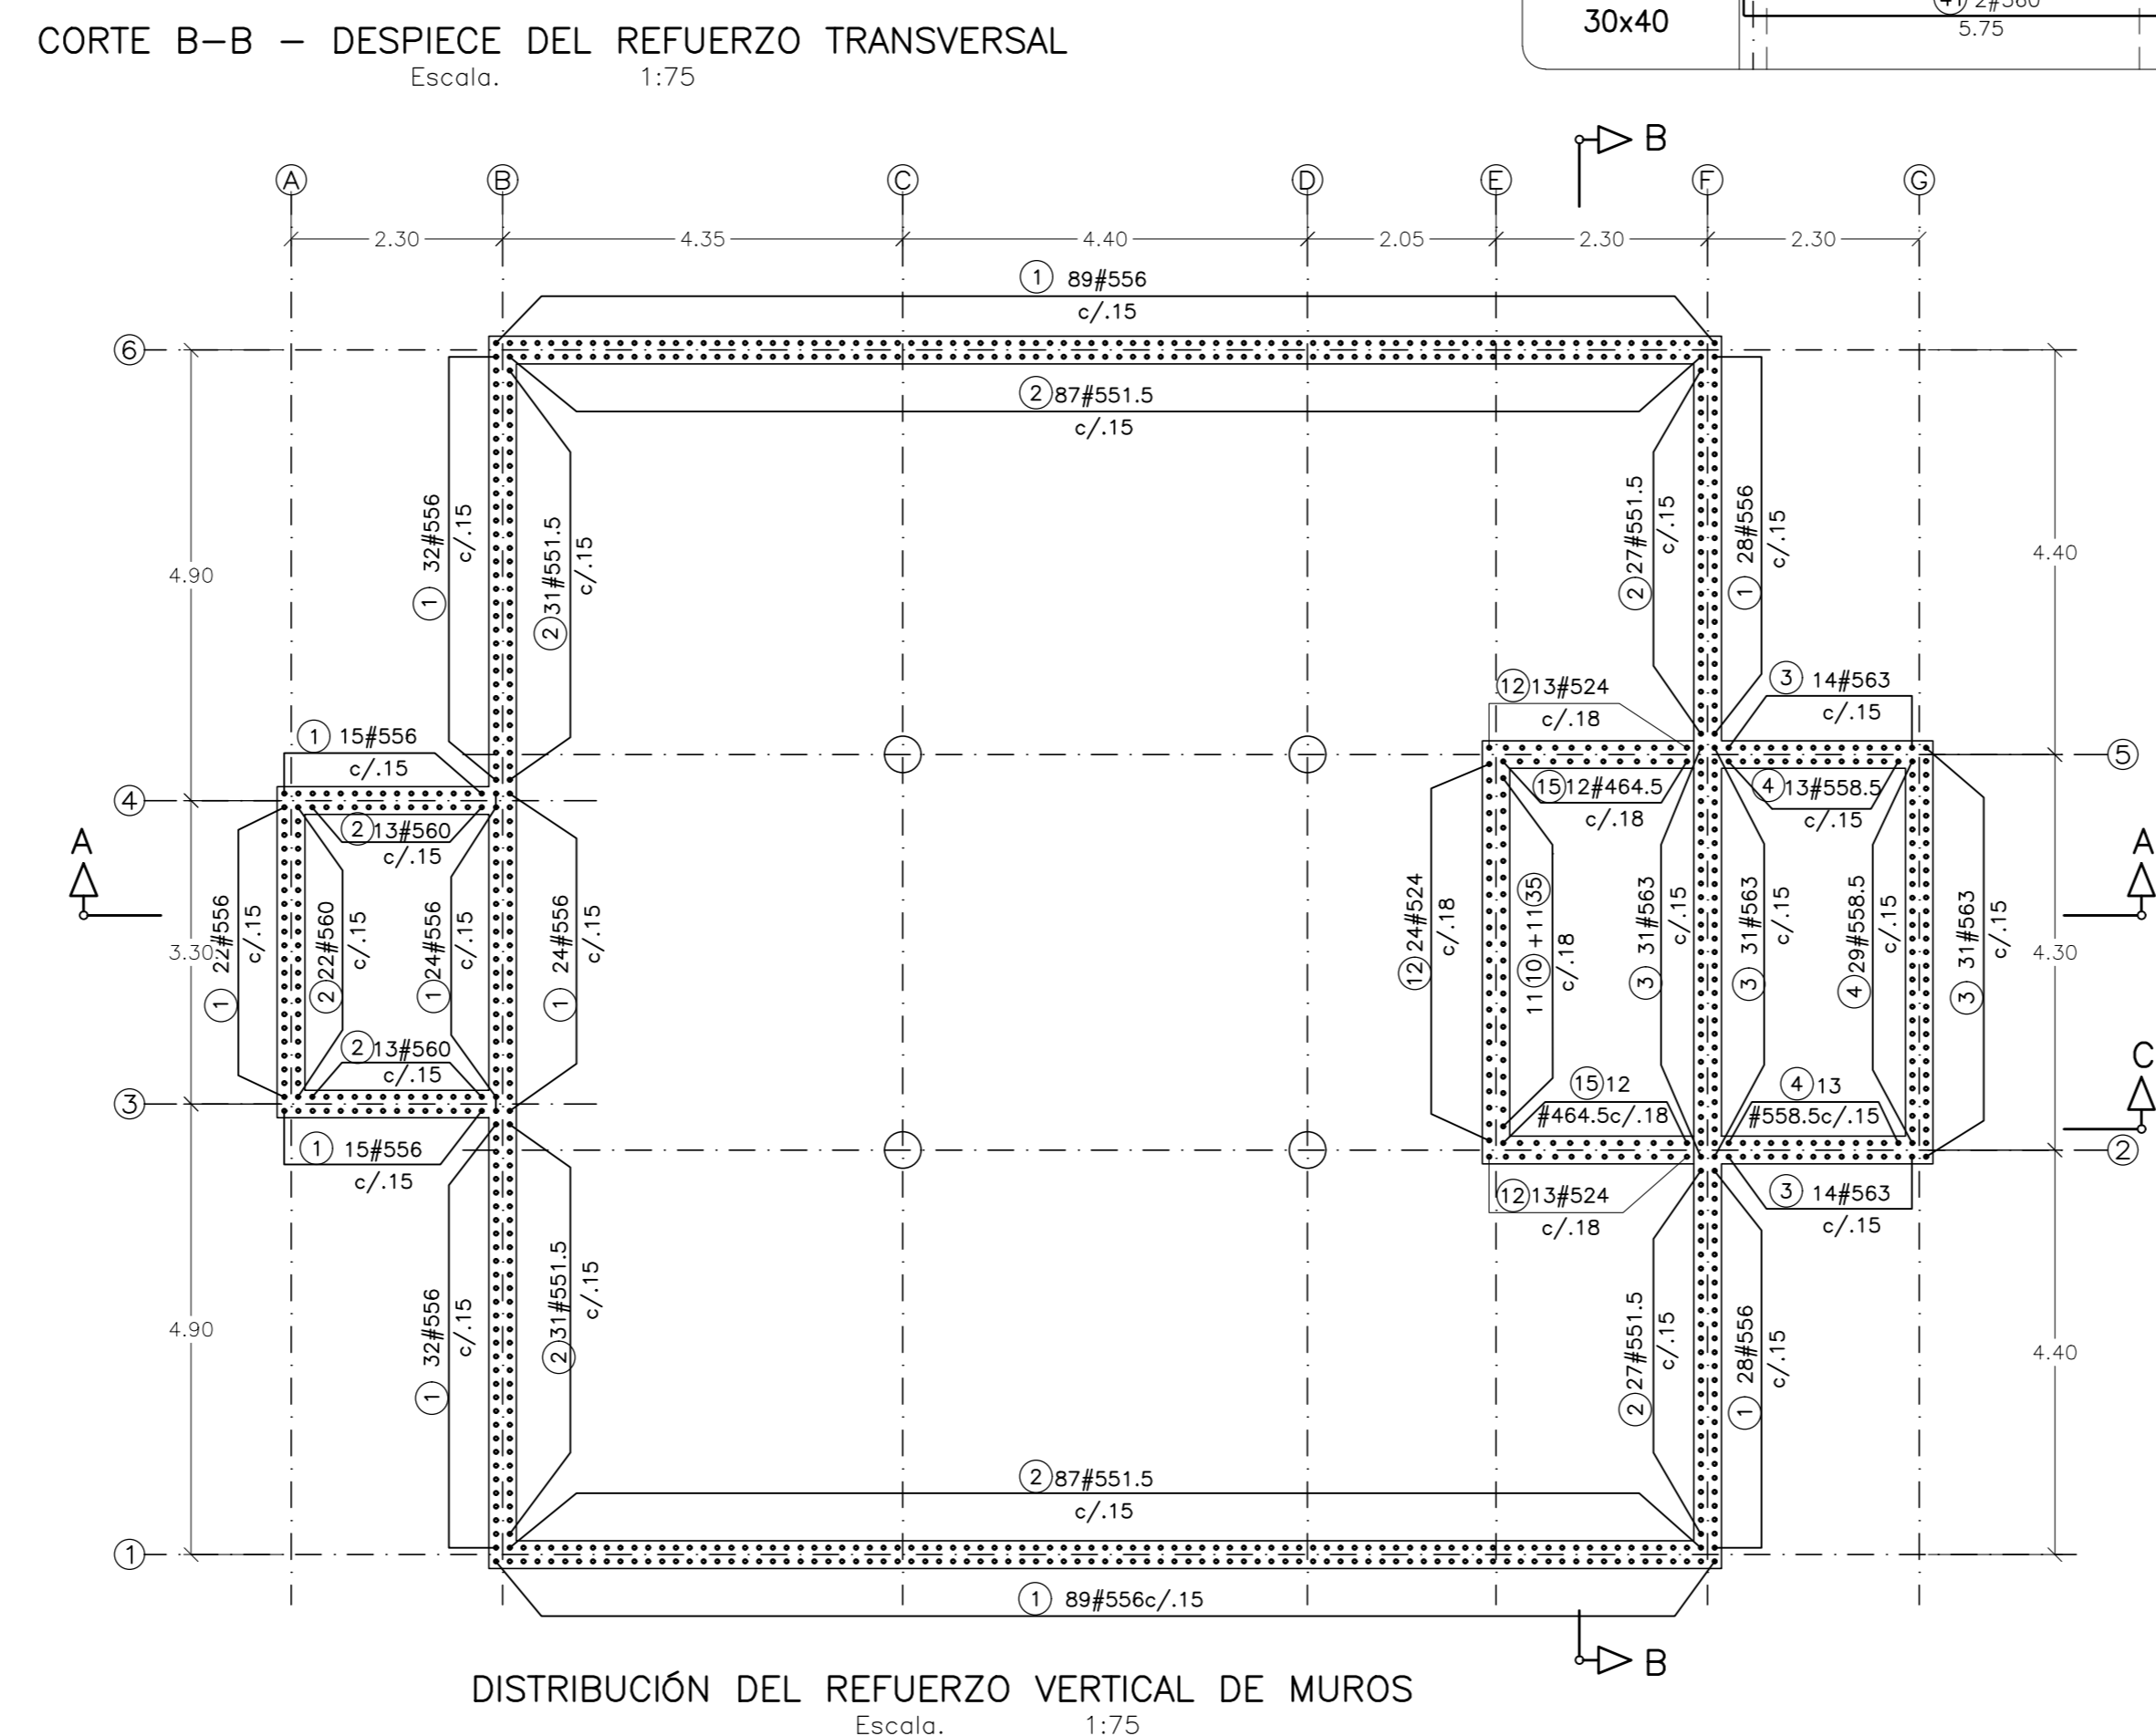 41 2#560
30x40
5.75
CORTE B-B - DESPIECE DEL REFUERZO TRANSVERSAL
Escala. 1:75
B
A B C D E F G
2.30 4.35 4.40 2.05 2.30 2.30
1 89#556
c/.15
6
2 87#551.5
c/.15
1 32#556
c/.15
2 31#551.5
c/.15
2 27#551.5
c/.15
1 28#556
c/.15
4.90
4.40
12 13#524
c/.18
3 14#563
c/.15
1 15#556
c/.15
5
15 12#464.5
c/.18
4 13#558.5
c/.15
4
2 13#560
c/.15
A
A
1 22#556
c/.15
2 22#560
c/.15
1 24#556
c/.15
1 24#556
c/.15
12 24#524
c/.18
11 10 +11 35
c/.18
3 31#563
c/.15
3 31#563
c/.15
4 29#558.5
c/.15
3 31#563
c/.15
3.30
4.30
2 13#560
c/.15
C
15 12
#464.5c/.18
4 13
#558.5c/.15
3
2
1 15#556
c/.15
12 13#524
c/.18
3 14#563
c/.15
1 32#556
c/.15
2 31#551.5
c/.15
2 27#551.5
c/.15
1 28#556
c/.15
4.90
4.40
2 87#551.5
c/.15
1
1 89#556c/.15
B
DISTRIBUCIÓN DEL REFUERZO VERTICAL DE MUROS
Escala. 1:75